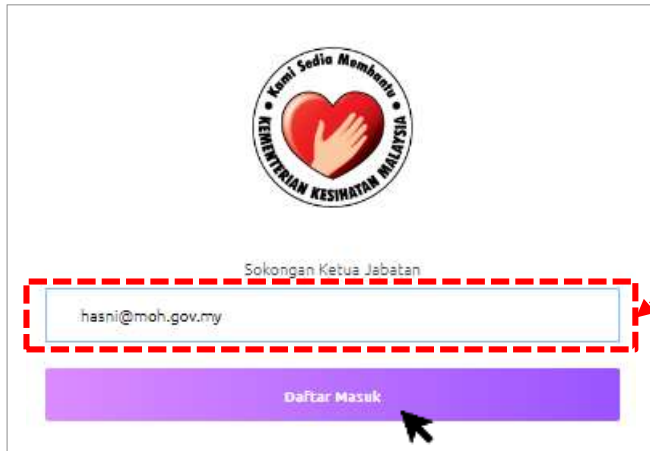 Kami Sedia Membantu
KEMENTERIAN KESIHATAN MALAYSIA
Sokongan Ketua Jabatan
hasni@moh.gov.my
Daftar Masuk